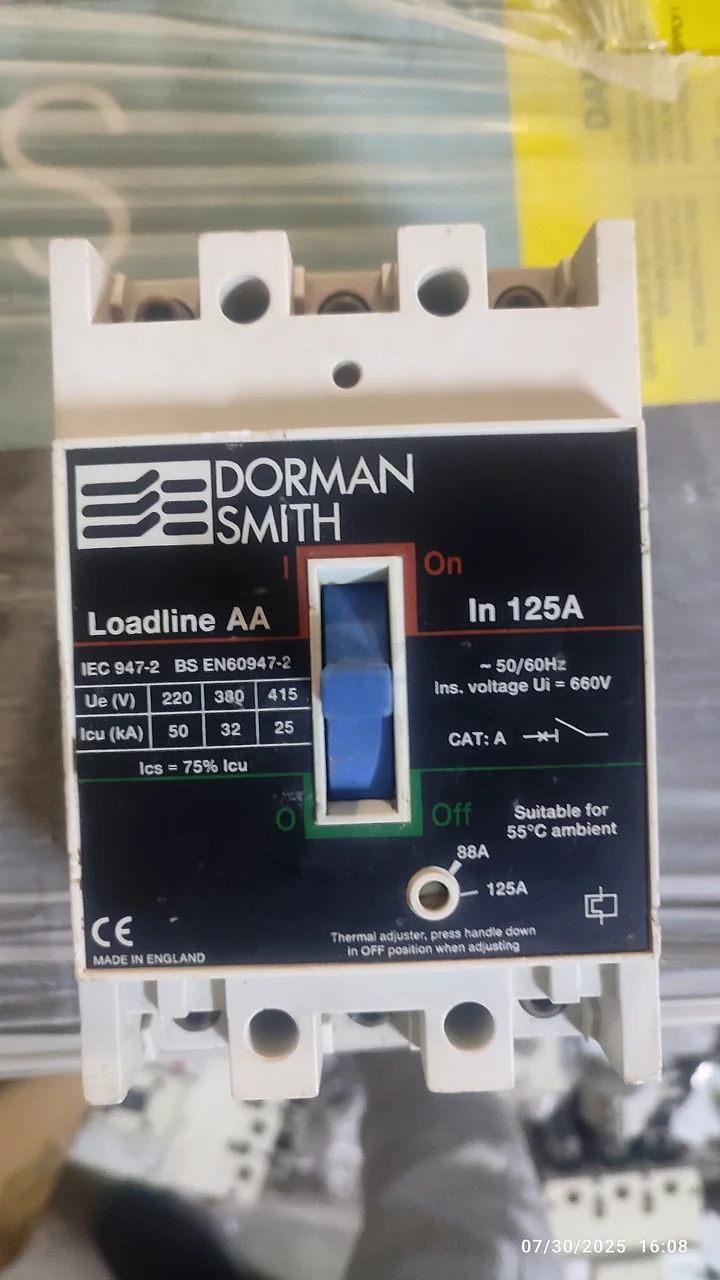 S
DORMAN
SMITH
I On
Loadline AA
In 125A
IEC 947-2 BS EN60947-2
~ 50/60Hz
Ins. voltage Ui = 660V
Ue (V) 220 380 415
Icu (kA) 50 32 25
CAT: A
Ics = 75% Icu
O Off
Suitable for
55°C ambient
88A
125A
CE
MADE IN ENGLAND
Thermal adjuster, press handle down
in OFF position when adjusting
07/30/2025 16:08